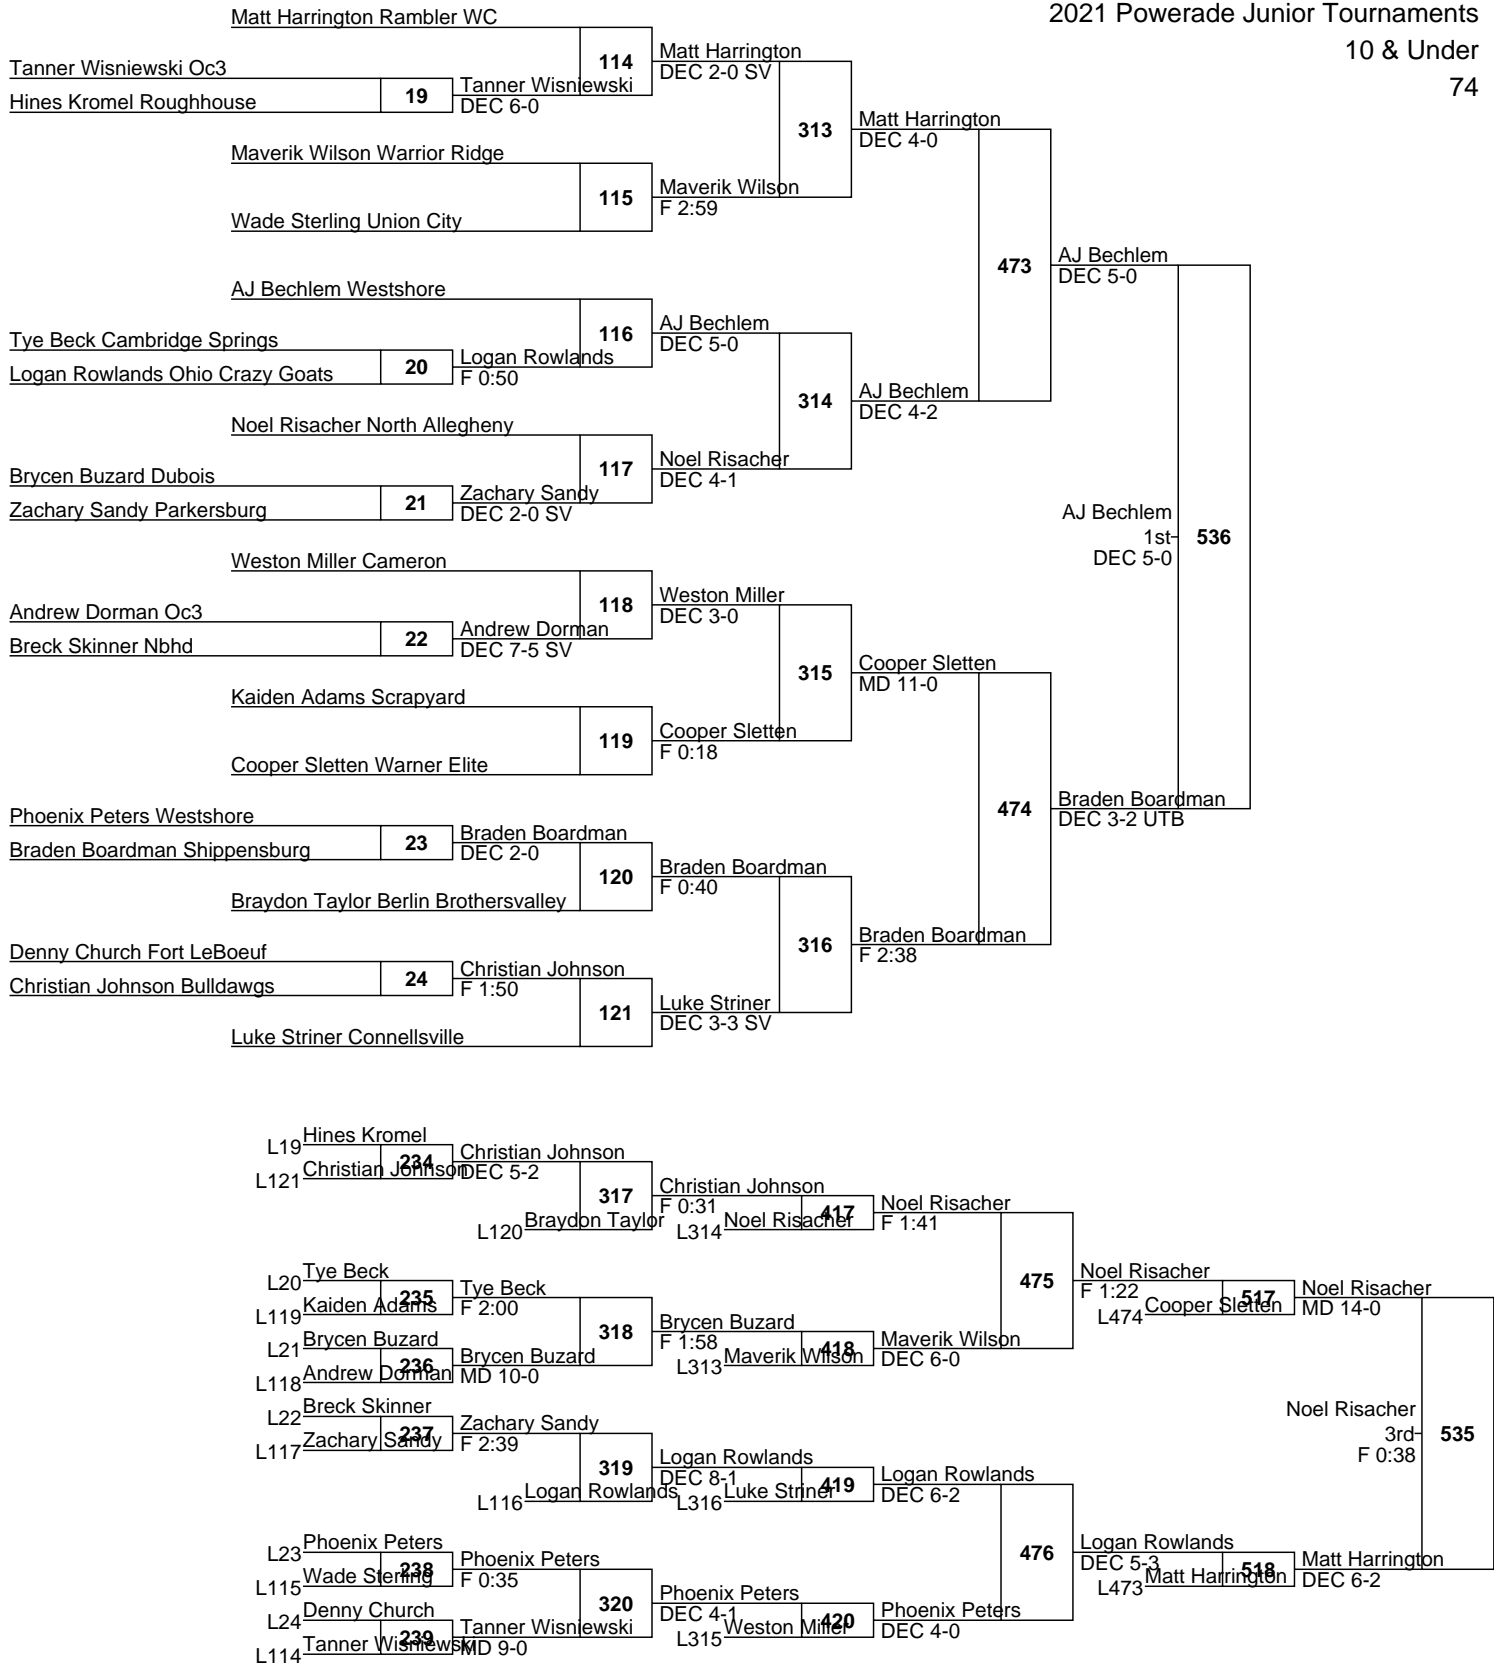 2021 Powerade Junior Tournaments
10 & Under
74
Matt Harrington Rambler WC
114
Matt Harrington
DEC 2-0 SV
Tanner Wisniewski Oc3
Hines Kromel Roughhouse
19
Tanner Wisniewski
DEC 6-0
313
Matt Harrington
DEC 4-0
Maverik Wilson Warrior Ridge
115
Maverik Wilson
F 2:59
Wade Sterling Union City
473
AJ Bechlem
DEC 5-0
AJ Bechlem Westshore
116
AJ Bechlem
DEC 5-0
Tye Beck Cambridge Springs
Logan Rowlands Ohio Crazy Goats
20
Logan Rowlands
F 0:50
314
AJ Bechlem
DEC 4-2
Noel Risacher North Allegheny
117
Noel Risacher
DEC 4-1
Brycen Buzard Dubois
Zachary Sandy Parkersburg
21
Zachary Sandy
DEC 2-0 SV
AJ Bechlem
1st
DEC 5-0
536
Weston Miller Cameron
118
Weston Miller
DEC 3-0
Andrew Dorman Oc3
Breck Skinner Nbhd
22
Andrew Dorman
DEC 7-5 SV
315
Cooper Sletten
MD 11-0
Kaiden Adams Scrapyard
119
Cooper Sletten
F 0:18
Cooper Sletten Warner Elite
474
Braden Boardman
DEC 3-2 UTB
Phoenix Peters Westshore
Braden Boardman Shippensburg
23
Braden Boardman
DEC 2-0
120
Braden Boardman
F 0:40
Braydon Taylor Berlin Brothersvalley
316
Braden Boardman
F 2:38
Denny Church Fort LeBoeuf
Christian Johnson Bulldawgs
24
Christian Johnson
F 1:50
121
Luke Striner
DEC 3-3 SV
Luke Striner Connellsville
L19
Hines Kromel
L121
Christian Johnson
234
Christian Johnson
DEC 5-2
317
Christian Johnson
F 0:31
L120
Braydon Taylor
L314
Noel Risacher
417
Noel Risacher
F 1:41
L20
Tye Beck
L119
Kaiden Adams
235
Tye Beck
F 2:00
475
Noel Risacher
F 1:22
L474
Cooper Sletten
517
Noel Risacher
MD 14-0
318
Brycen Buzard
F 1:58
L313
Maverik Wilson
418
Maverik Wilson
DEC 6-0
L21
Brycen Buzard
L118
Andrew Dorman
236
Brycen Buzard
MD 10-0
L22
Breck Skinner
L117
Zachary Sandy
237
Zachary Sandy
F 2:39
Noel Risacher
3rd
F 0:38
535
319
Logan Rowlands
DEC 8-1
L116
Logan Rowlands
L316
Luke Striner
419
Logan Rowlands
DEC 6-2
L23
Phoenix Peters
L115
Wade Sterling
238
Phoenix Peters
F 0:35
476
Logan Rowlands
DEC 5-3
L473
Matt Harrington
518
Matt Harrington
DEC 6-2
320
Phoenix Peters
DEC 4-1
L315
Weston Miller
420
Phoenix Peters
DEC 4-0
L24
Denny Church
L114
Tanner Wisniewski
239
Tanner Wisniewski
MD 9-0